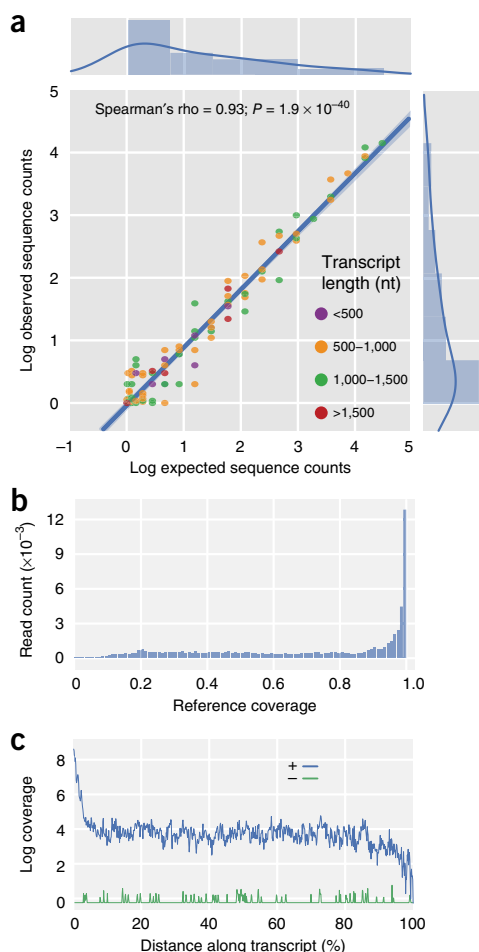 a
Spearman's rho = 0.93; P = 1.9 × 10⁻⁴⁰
5
4
3
2
1
0
Log observed sequence counts
Transcript
length (nt)
<500
500–1,000
1,000–1,500
>1,500
–1 0 1 2 3 4 5
Log expected sequence counts
b
12
9
6
3
0
Read count (×10⁻³)
0 0.2 0.4 0.6 0.8 1.0
Reference coverage
c
8
6
4
2
0
Log coverage
+
–
0 20 40 60 80 100
Distance along transcript (%)